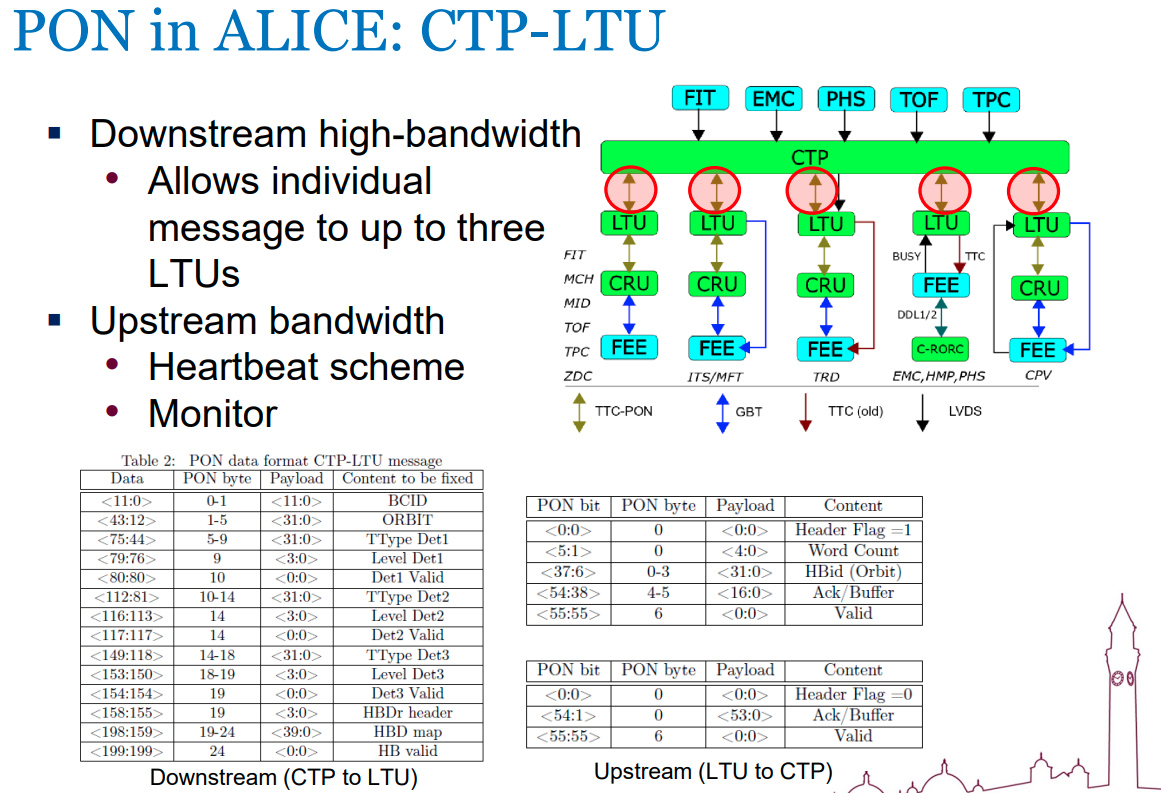 PON in ALICE: CTP-LTU
Downstream high-bandwidth
Allows individual
message to up to three
LTUs
Upstream bandwidth
Heartbeat scheme
Monitor
FIT EMC PHS TOF TPC
CTP
LTU LTU LTU LTU LTU
BUSY TTC
FIT
MCH
MID
TOF
TPC
ZDC
CRU CRU CRU FEE CRU
DDL1/2
FEE FEE FEE C-RORC FEE
ITS/MFT TRD EMC,HMP,PHS CPV
TTC-PON GBT TTC (old) LVDS
Table 2: PON data format CTP-LTU message
Data PON byte Payload Content to be fixed
<11:0> 0-1 <11:0> BCID
<43:12> 1-5 <31:0> ORBIT
<75:44> 5-9 <31:0> TType Det1
<79:76> 9 <3:0> Level Det1
<80:80> 10 <0:0> Det1 Valid
<112:81> 10-14 <31:0> TType Det2
<116:113> 14 <3:0> Level Det2
<117:117> 14 <0:0> Det2 Valid
<149:118> 14-18 <31:0> TType Det3
<153:150> 18-19 <3:0> Level Det3
<154:154> 19 <0:0> Det3 Valid
<158:155> 19 <3:0> HBDr header
<198:159> 19-24 <39:0> HBD map
<199:199> 24 <0:0> HB valid
Downstream (CTP to LTU)
PON bit PON byte Payload Content
<0:0> 0 <0:0> Header Flag =1
<5:1> 0 <4:0> Word Count
<37:6> 0-3 <31:0> HBid (Orbit)
<54:38> 4-5 <16:0> Ack/Buffer
<55:55> 6 <0:0> Valid
PON bit PON byte Payload Content
<0:0> 0 <0:0> Header Flag =0
<54:1> 0 <53:0> Ack/Buffer
<55:55> 6 <0:0> Valid
Upstream (LTU to CTP)